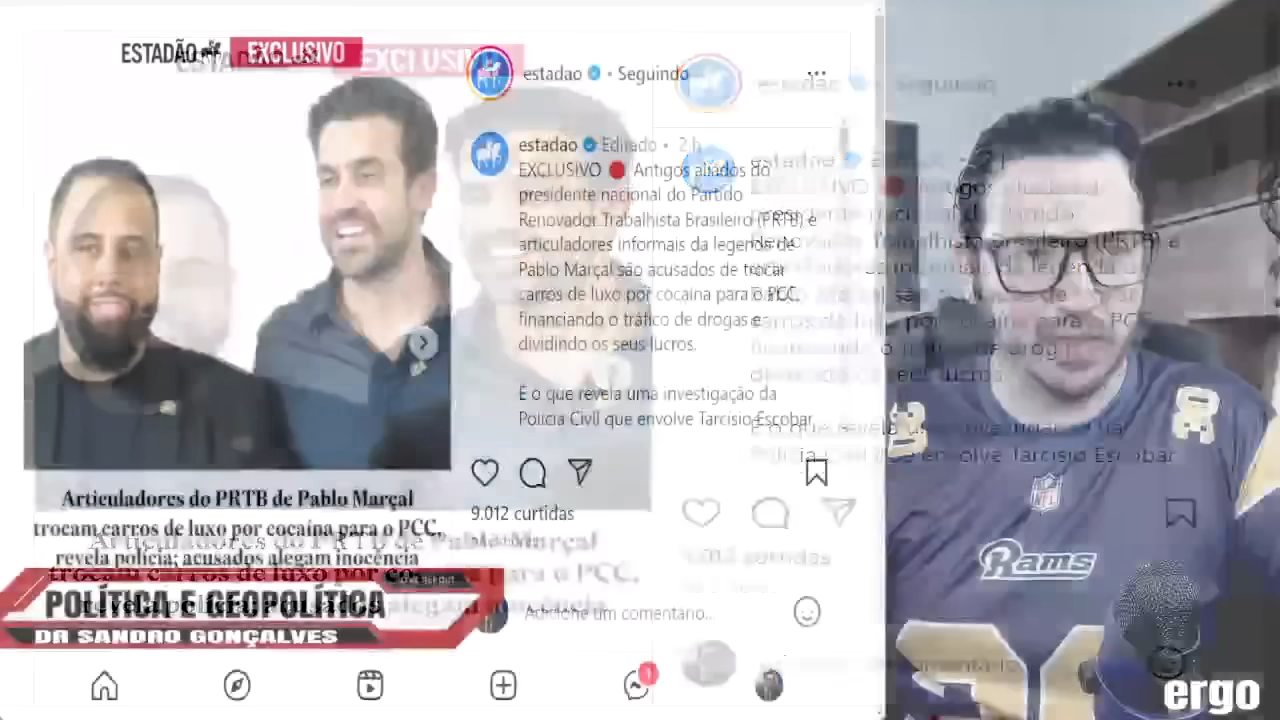 ESTADÃO EXCLUSIVO
estadao • Seguindo
estadao Editado • 2 h
EXCLUSIVO Antigos aliados do
presidente nacional do Partido
Renovador Trabalhista Brasileiro (PRTB) e
articuladores informais da legenda de
Pablo Marçal são acusados de trocar
carros de luxo por cocaína para o PCC,
financiando o tráfico de drogas e
dividindo os seus lucros.
É o que revela uma investigação da
Polícia Civil que envolve Tarcísio Escobar
9.012 curtidas
Adicione um comentário...
Articuladores do PRTB de Pablo Marçal
trocam carros de luxo por cocaína para o PCC,
revela polícia; acusados alegam inocência
POLÍTICA E GEOPOLÍTICA
DR SANDRO GONÇALVES
1
NFL
Rams
ergo